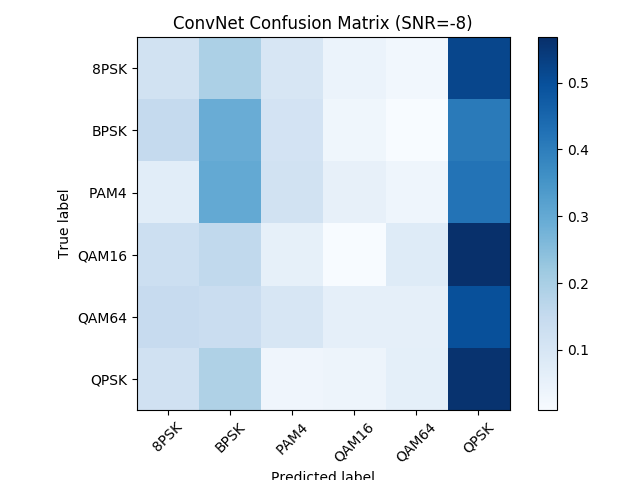 ConvNet Confusion Matrix (SNR=-8)
8PSK
BPSK
PAM4
QAM16
QAM64
QPSK
True label
8PSK
BPSK
PAM4
QAM16
QAM64
QPSK
Predicted label
0.5
0.4
0.3
0.2
0.1